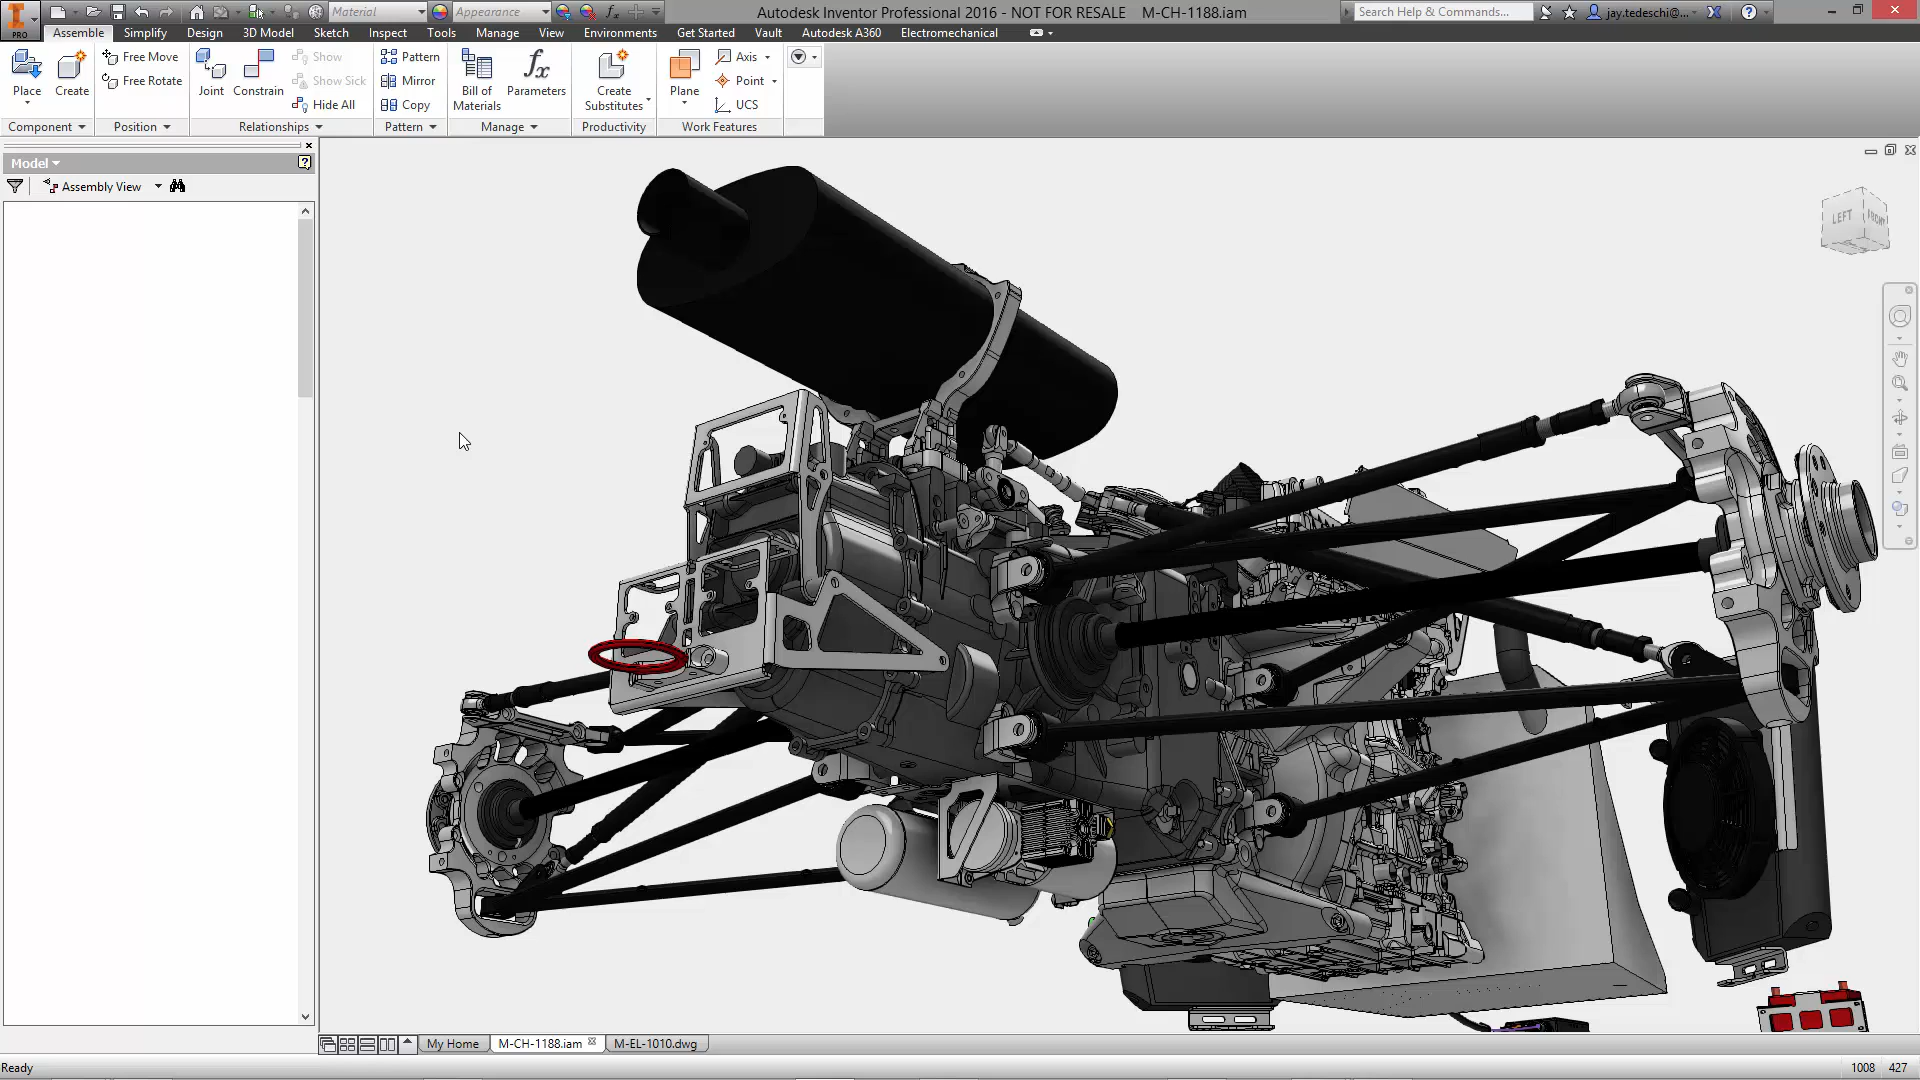 Material
Appearance
Autodesk Inventor Professional 2016 - NOT FOR RESALE M-CH-1188.iam
Search Help & Commands...
jay.tedeschi@...
PRO
Assemble Simplify Design 3D Model Sketch Inspect Tools Manage View Environments Get Started Vault Autodesk A360 Electromechanical
Place
Create
Free Move
Free Rotate
Joint
Constrain
Show
Show Sick
Hide All
Pattern
Mirror
Copy
Bill of
Materials
fx
Parameters
Create
Substitutes
Plane
Axis
Point
UCS
Component Position Relationships Pattern Manage Productivity Work Features
Model
Assembly View
LEFT FRONT
My Home M-CH-1188.iam M-EL-1010.dwg
Ready
1008 427